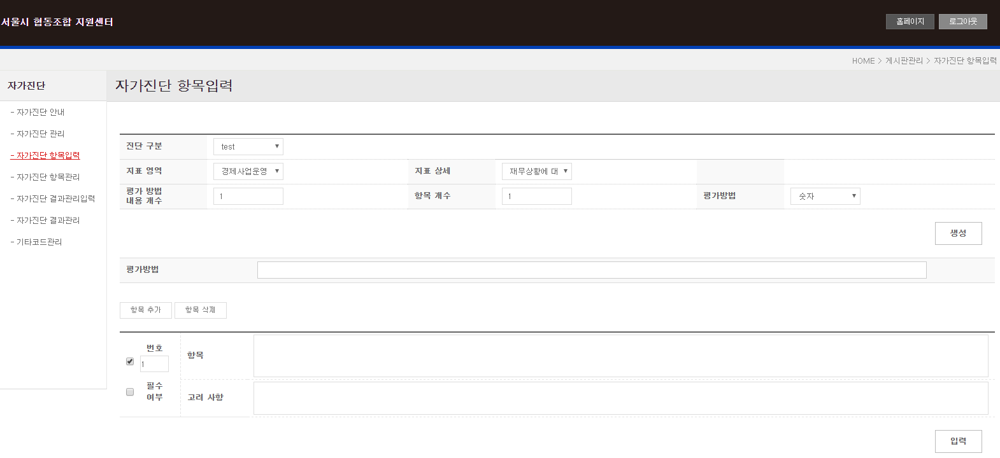 서울시 협동조합 지원센터
홈페이지 로그아웃
HOME > 게시판관리 > 자가진단 항목입력
자가진단
자가진단 항목입력
- 자가진단 안내
- 자가진단 관리
- 자가진단 항목입력
- 자가진단 항목관리
- 자가진단 결과관리입력
- 자가진단 결과관리
- 기타코드관리
진단 구분 test
지표 영역 경제사업운영 지표 상세 재무상황에 대
평가 방법
내용 개수 1 항목 개수 1 평가방법 숫자
생성
평가방법
항목 추가 항목 삭제
번호
1
항목
필수
여부
고려 사항
입력